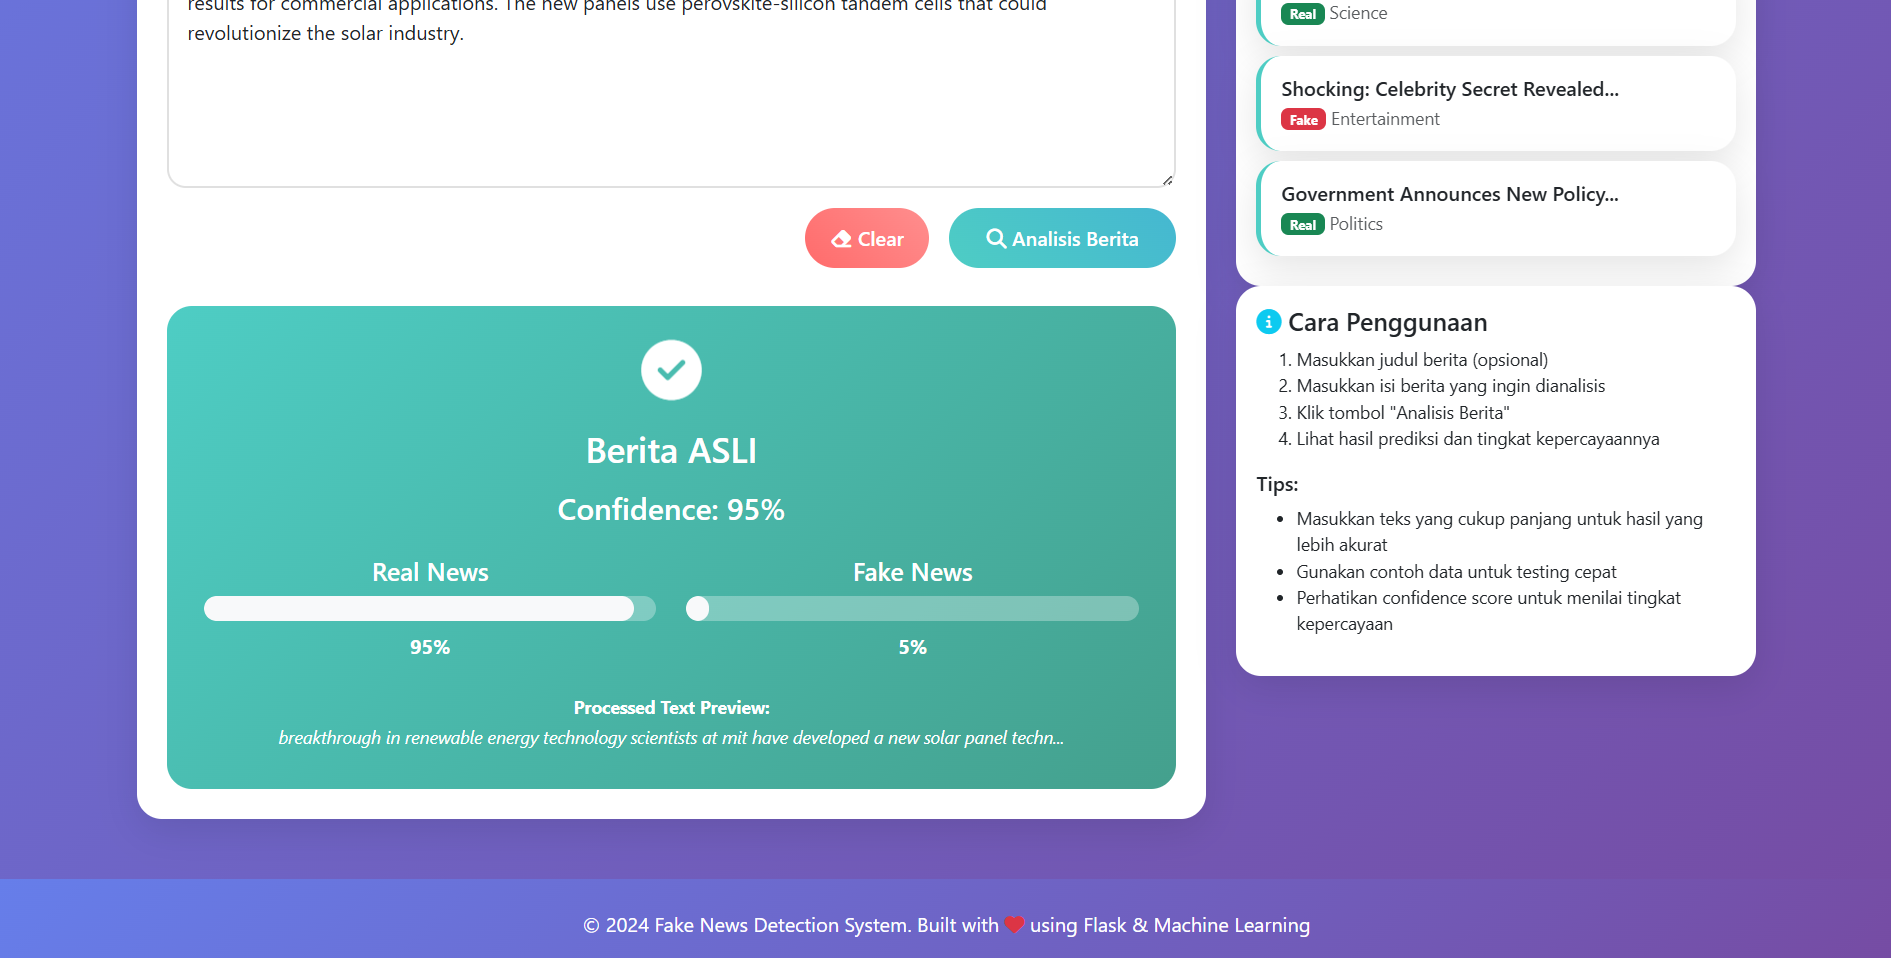 results for commercial applications. The new panels use perovskite-silicon tandem cells that could
revolutionize the solar industry.
Clear
Analisis Berita
Berita ASLI
Confidence: 95%
Real News
95%
Fake News
5%
Processed Text Preview:
breakthrough in renewable energy technology scientists at mit have developed a new solar panel techn...
Real Science
Shocking: Celebrity Secret Revealed...
Fake Entertainment
Government Announces New Policy...
Real Politics
Cara Penggunaan
1. Masukkan judul berita (opsional)
2. Masukkan isi berita yang ingin dianalisis
3. Klik tombol "Analisis Berita"
4. Lihat hasil prediksi dan tingkat kepercayaannya
Tips:
• Masukkan teks yang cukup panjang untuk hasil yang
lebih akurat
• Gunakan contoh data untuk testing cepat
• Perhatikan confidence score untuk menilai tingkat
kepercayaan
© 2024 Fake News Detection System. Built with ❤ using Flask & Machine Learning